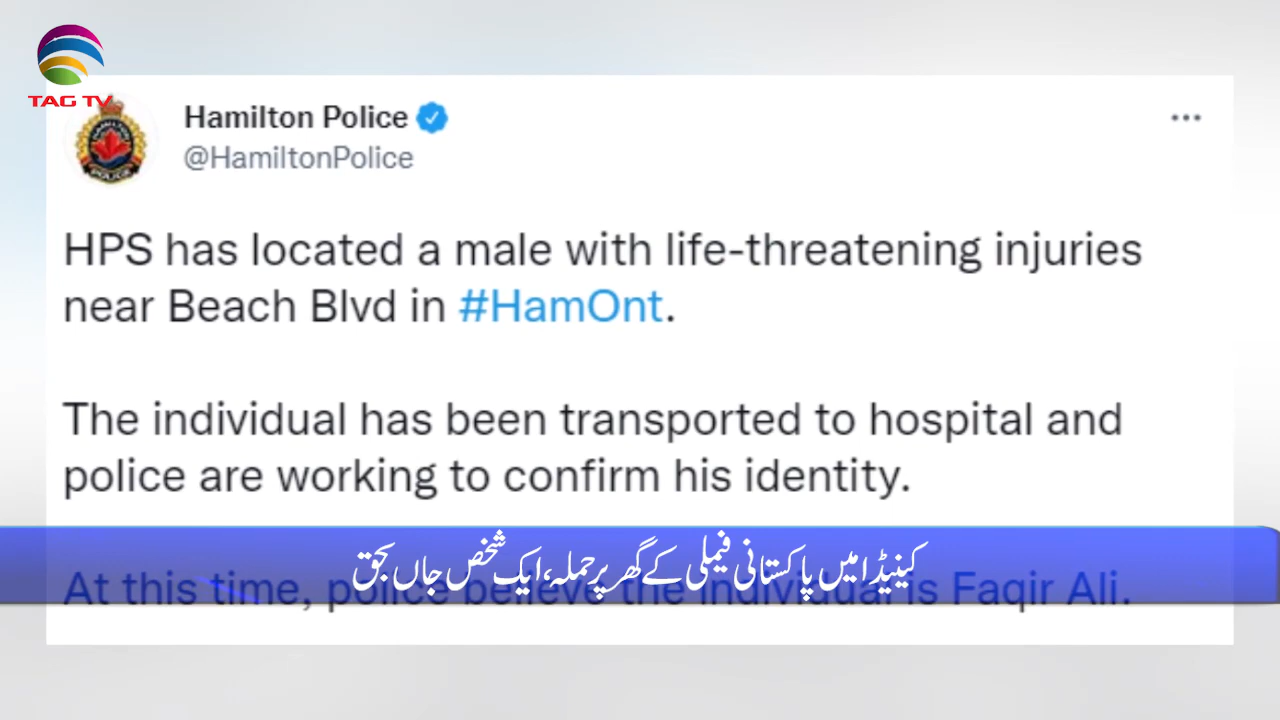 TAG TV
Hamilton Police
@HamiltonPolice
HPS has located a male with life-threatening injuries
near Beach Blvd in #HamOnt.
The individual has been transported to hospital and
police are working to confirm his identity.
کینیڈا میں پاکستانی فیملی کے گھر پر حملہ، ایک شخص جاں بحق
At this time, police believe the individual is Faqir Ali.